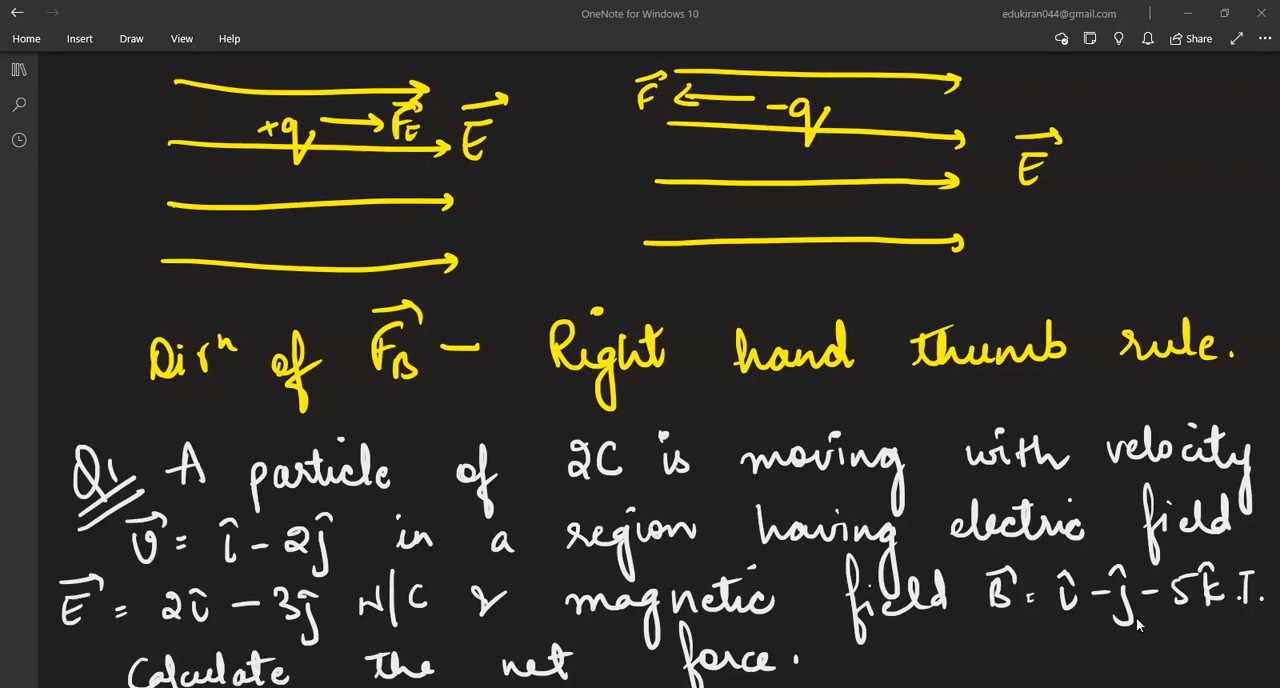 OneNote for Windows 10
edukiran044@gmail.com
Home Insert Draw View Help
Share
+q F⃗E E⃗
F⃗ -q
E⃗
Dirⁿ of F⃗B - Right hand thumb rule.
Q1 A particle of 2C is moving with velocity
v⃗ = î - 2ĵ in a region having electric field
E⃗ = 2î - 3ĵ N/C & magnetic field B⃗ = î - ĵ - 5k̂ T.
Calculate the net force.